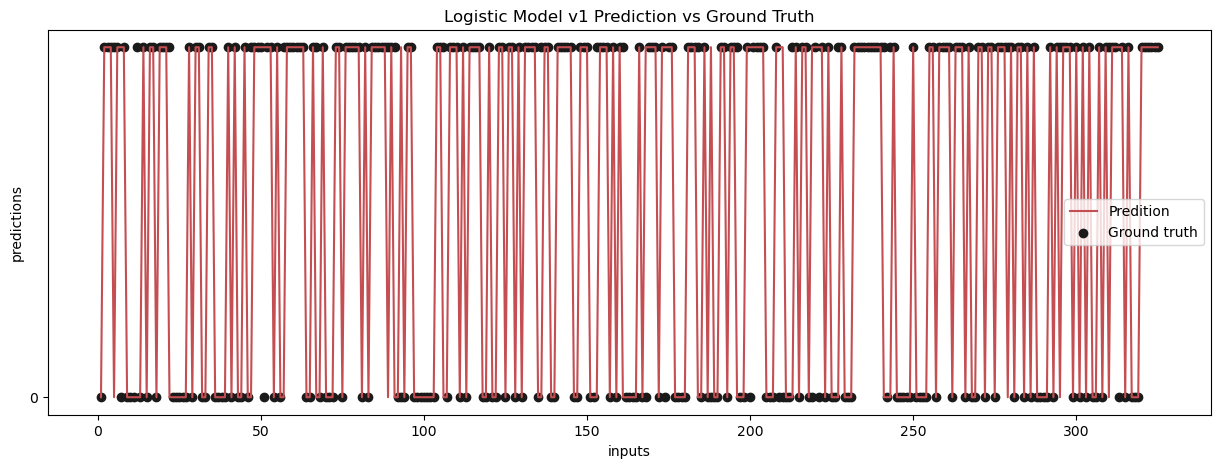 Logistic Model v1 Prediction vs Ground Truth
predictions
0
Predition
Ground truth
0 50 100 150 200 250 300
inputs